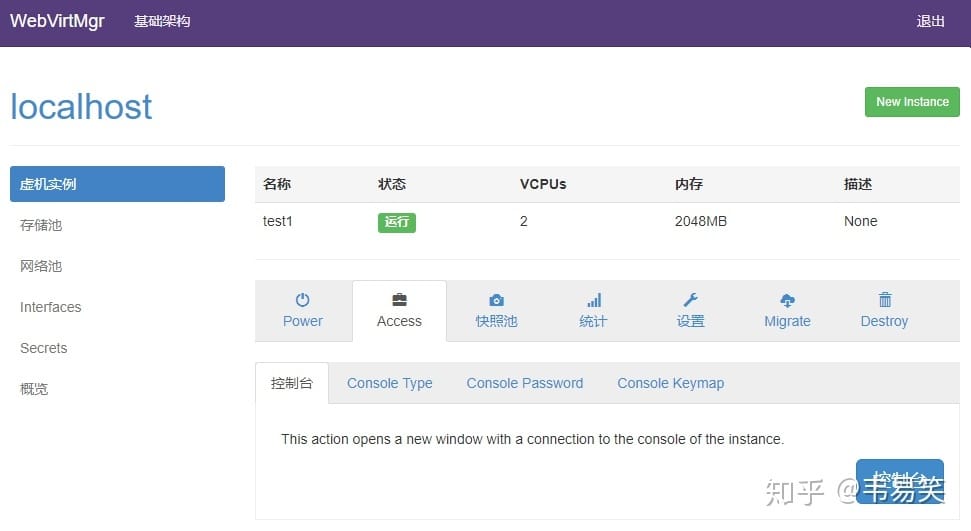 WebVirtMgr 基础架构 退出
localhost
New Instance
虚机实例
存储池
网络池
Interfaces
Secrets
概览
名称 状态 VCPUs 内存 描述
test1 运行 2 2048MB None
Power Access 快照池 统计 设置 Migrate Destroy
控制台 Console Type Console Password Console Keymap
This action opens a new window with a connection to the console of the instance.
控制台
知乎 @韦易笑